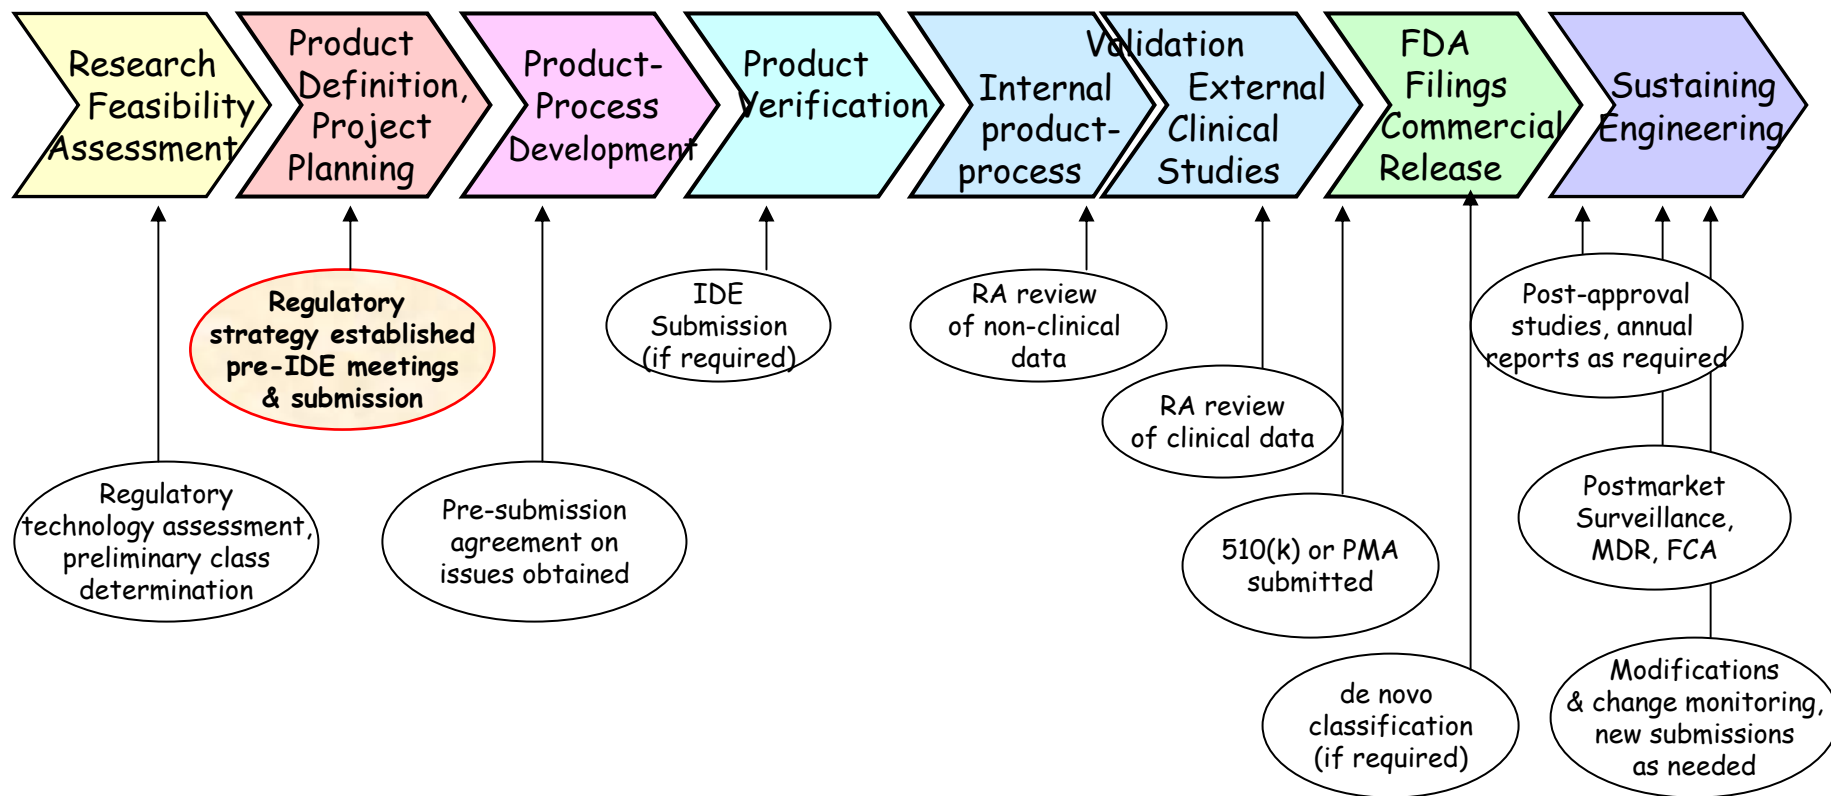 Research
Feasibility
Assessment
Product
Definition,
Project
Planning
Product-
Process
Development
Product
Verification
Validation
Internal
product-
process
External
Clinical
Studies
FDA
Filings
Commercial
Release
Sustaining
Engineering
Regulatory
strategy established
pre-IDE meetings
& submission
IDE
Submission
(if required)
RA review
of non-clinical
data
Post-approval
studies, annual
reports as required
RA review
of clinical data
Regulatory
technology assessment,
preliminary class
determination
Pre-submission
agreement on
issues obtained
510(k) or PMA
submitted
Postmarket
Surveillance,
MDR, FCA
de novo
classification
(if required)
Modifications
& change monitoring,
new submissions
as needed